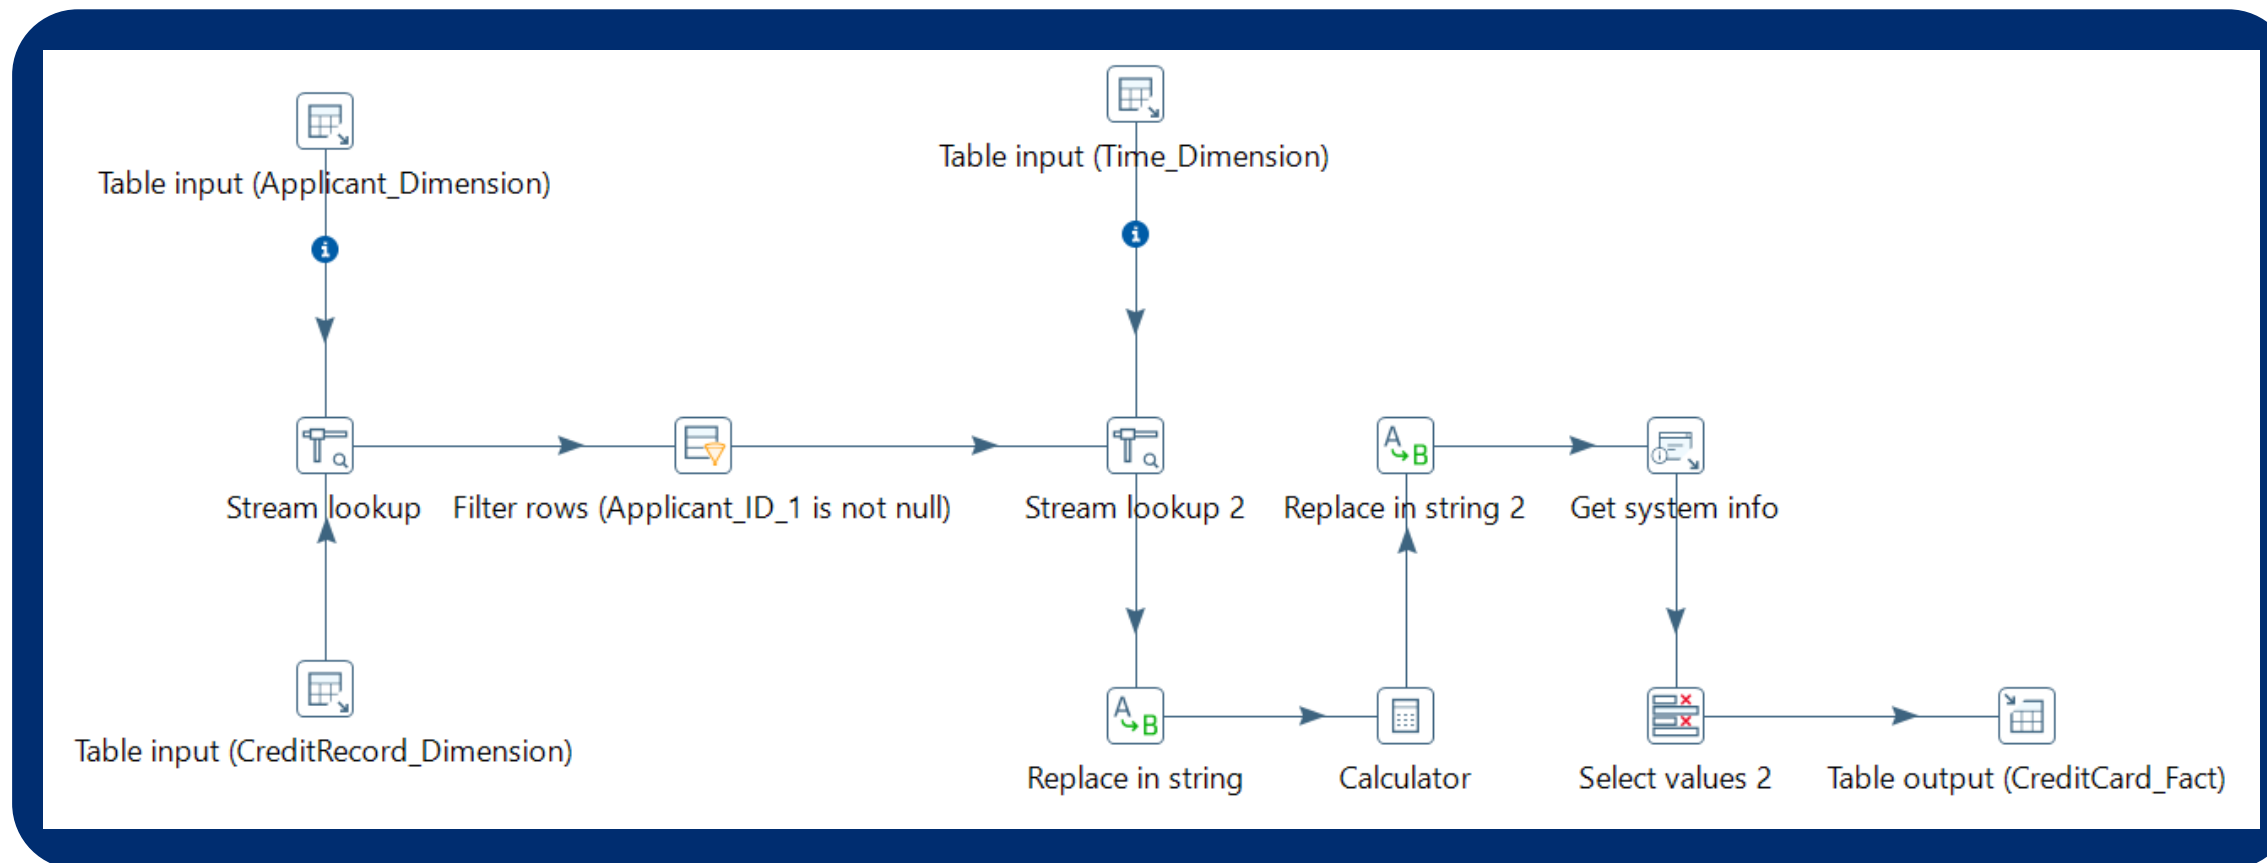 Table input (Time_Dimension)
Table input (Applicant_Dimension)
Stream lookup
Filter rows (Applicant_ID_1 is not null)
Stream lookup 2
Replace in string 2
Get system info
Table input (CreditRecord_Dimension)
Replace in string
Calculator
Select values 2
Table output (CreditCard_Fact)